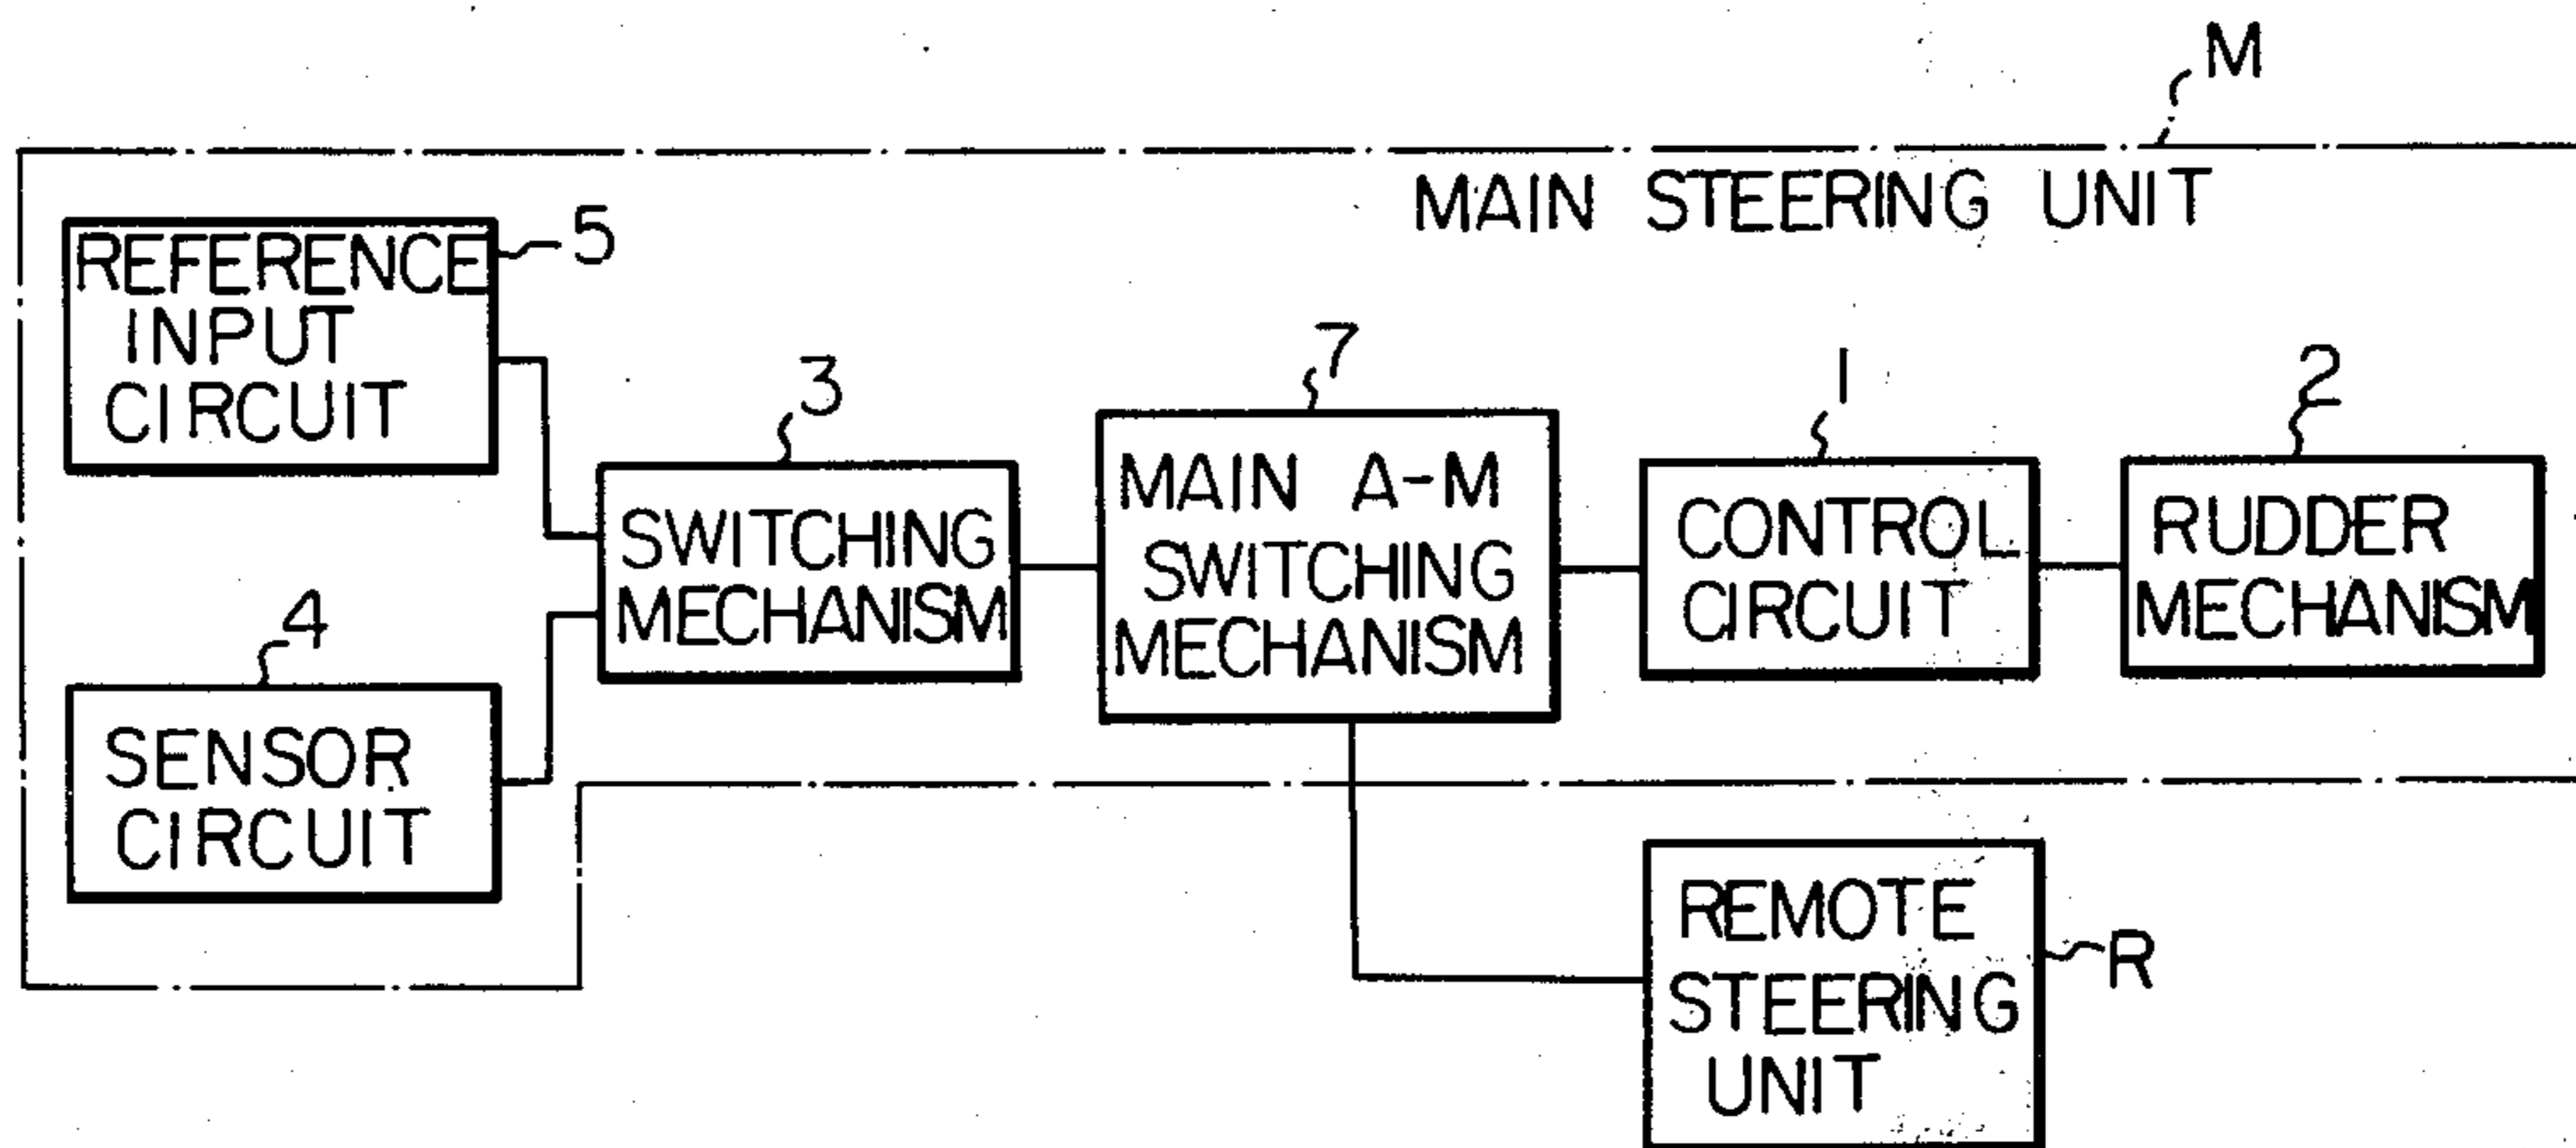 M
MAIN STEERING UNIT
5
REFERENCE
INPUT
CIRCUIT
4
SENSOR
CIRCUIT
3
SWITCHING
MECHANISM
7
MAIN A-M
SWITCHING
MECHANISM
1
CONTROL
CIRCUIT
2
RUDDER
MECHANISM
REMOTE
STEERING
UNIT
R